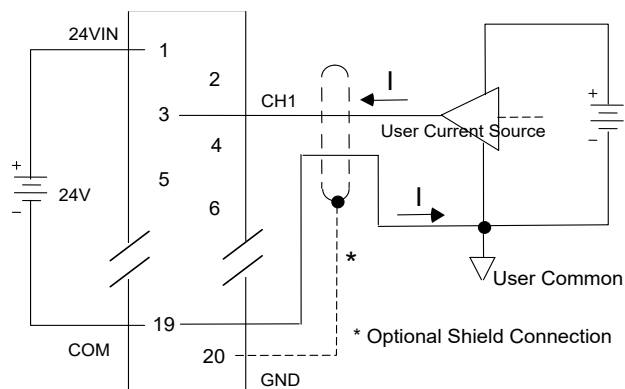 24VIN
1
2
3
CH1
I
+
4
User Current Source
−
5
+
24V
−
6
I
*
User Common
19
* Optional Shield Connection
COM
20
GND